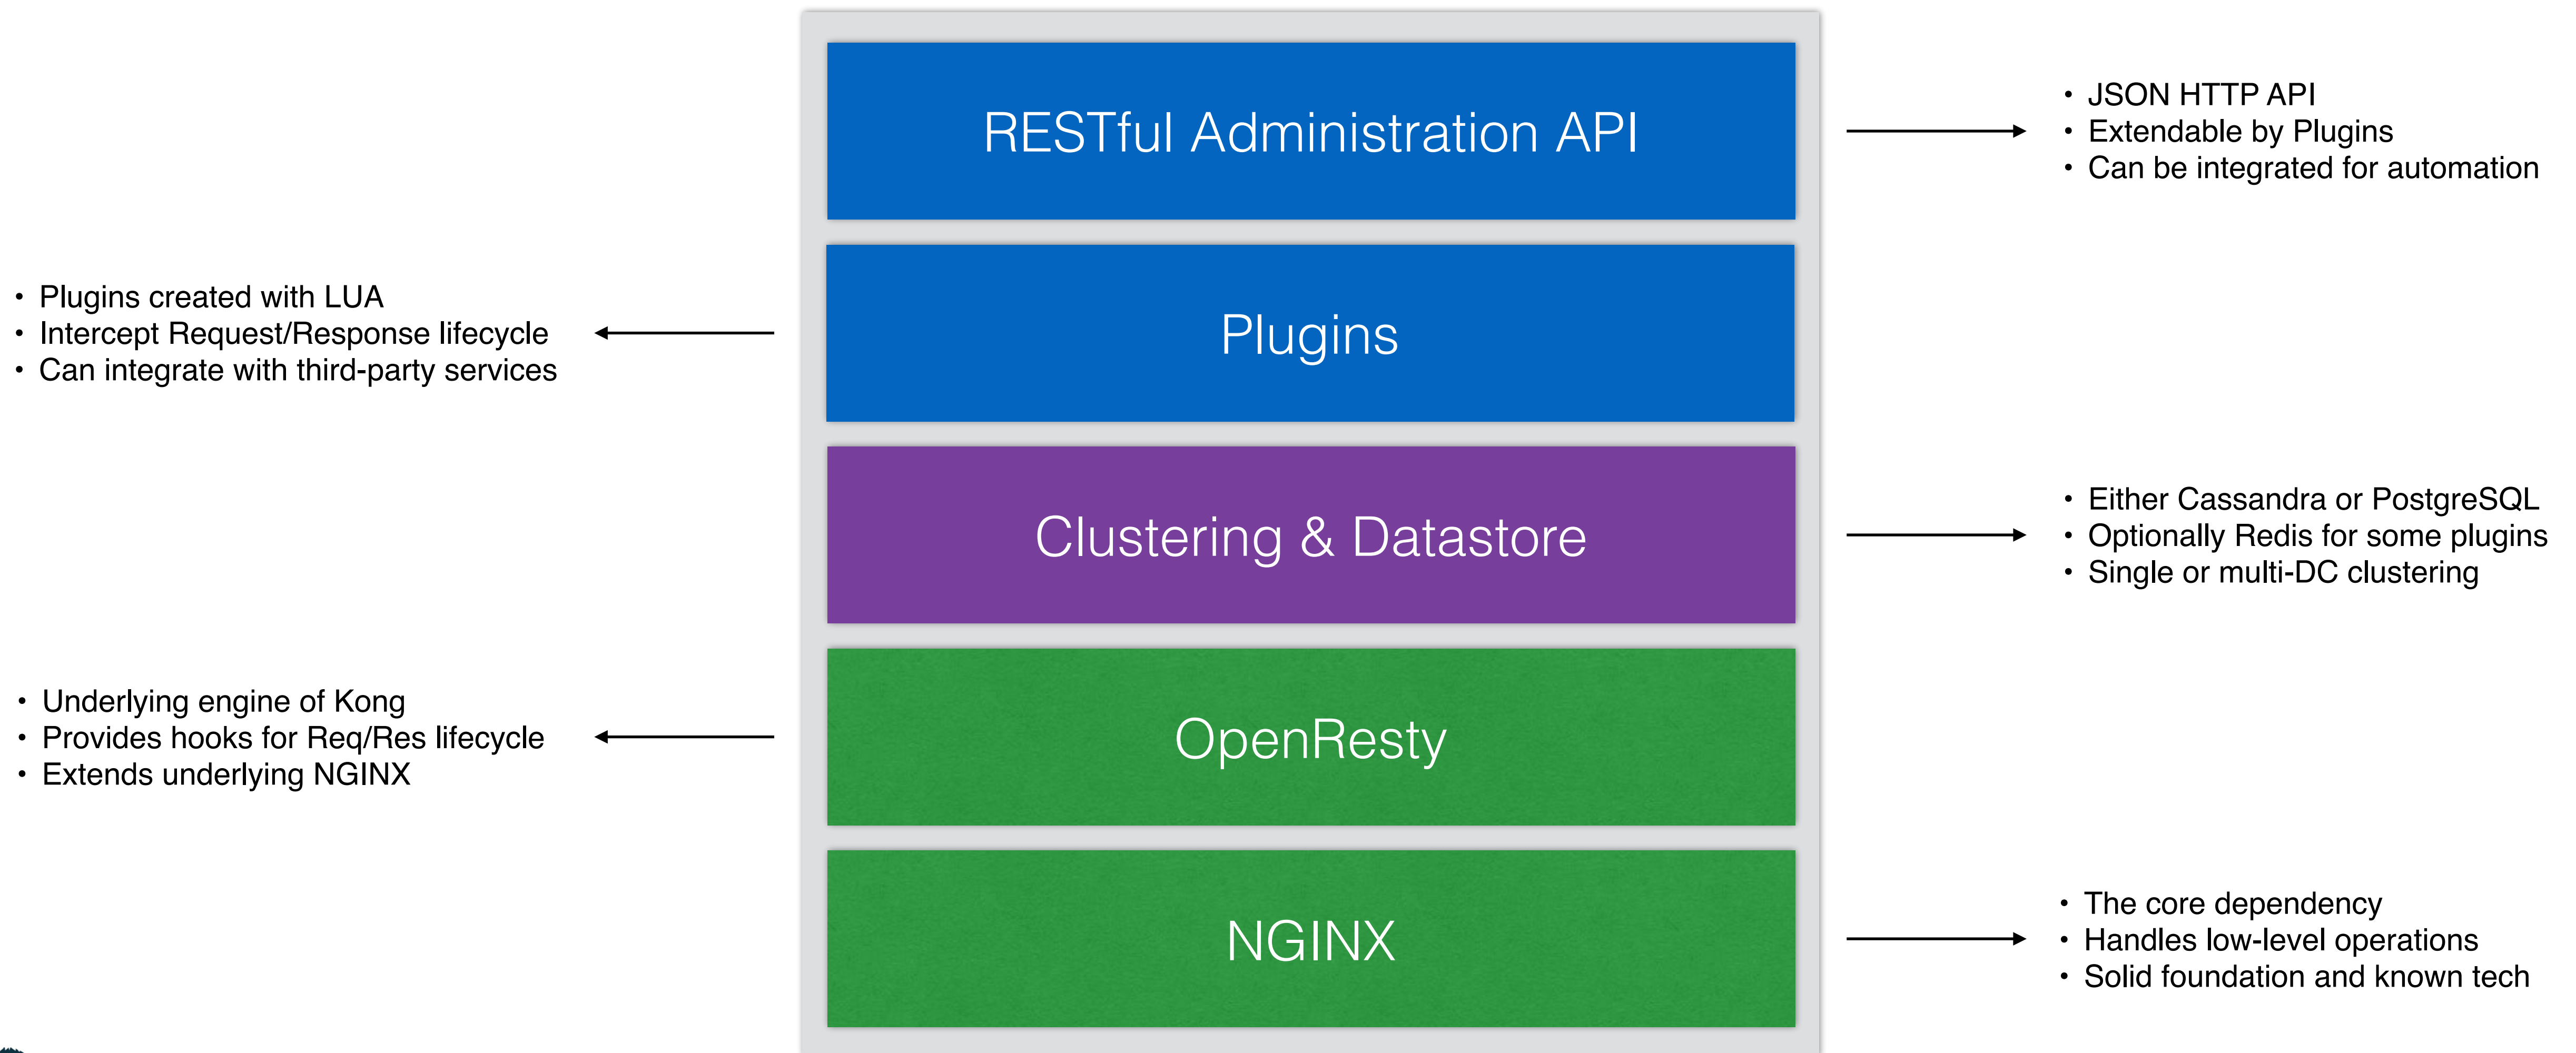 RESTful Administration API
• JSON HTTP API
• Extendable by Plugins
• Can be integrated for automation
• Plugins created with LUA
• Intercept Request/Response lifecycle
• Can integrate with third-party services
Plugins
Clustering & Datastore
• Either Cassandra or PostgreSQL
• Optionally Redis for some plugins
• Single or multi-DC clustering
• Underlying engine of Kong
• Provides hooks for Req/Res lifecycle
• Extends underlying NGINX
OpenResty
NGINX
• The core dependency
• Handles low-level operations
• Solid foundation and known tech